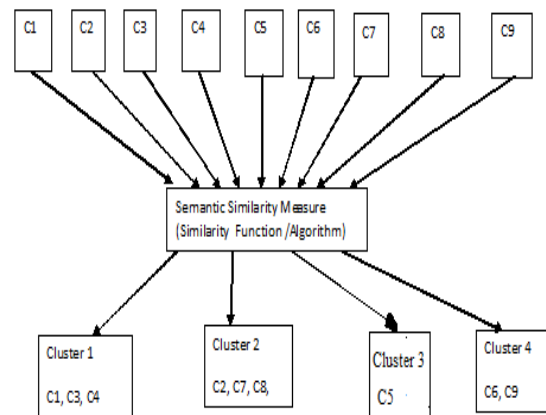 C1
C2
C3
C4
C5
C6
C7
C8
C9
Semantic Similarity Measure
(Similarity Function /Algorithm)
Cluster 1
C1, C3, C4
Cluster 2
C2, C7, C8,
Cluster 3
C5
Cluster 4
C6, C9